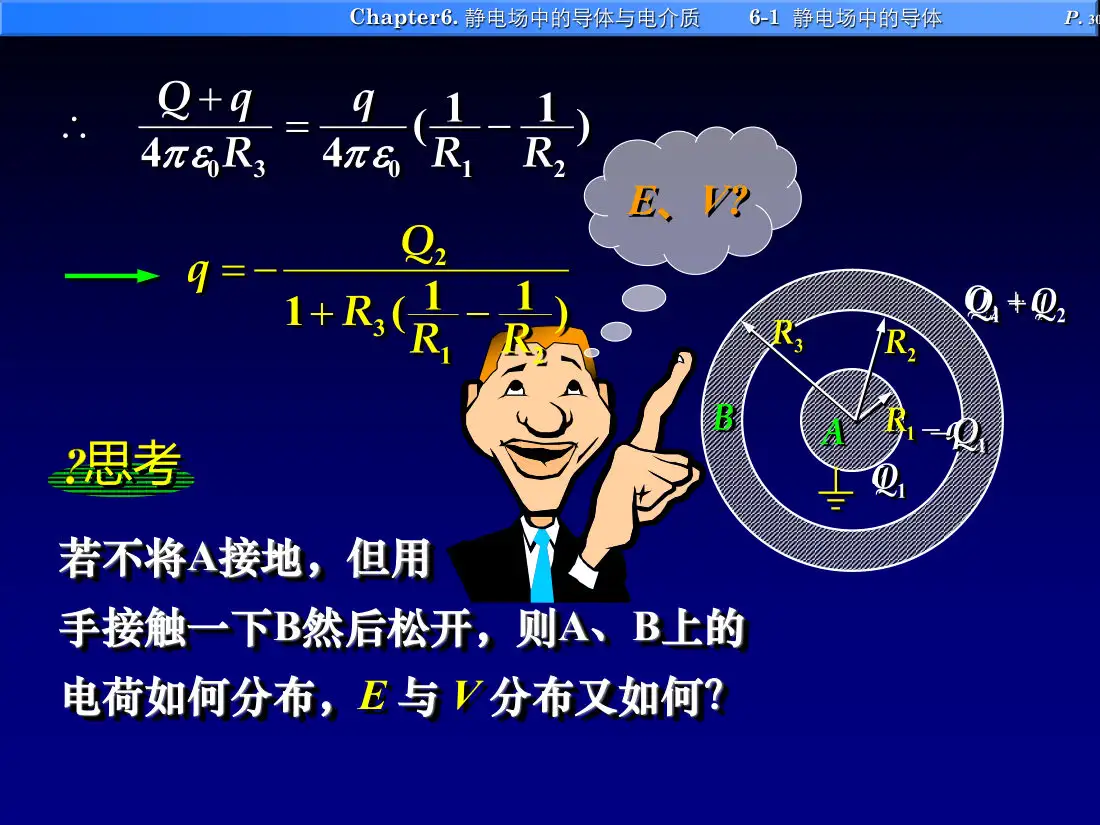 Chapter6. 静电场中的导体与电介质 6-1 静电场中的导体 P. 30
∴ (Q + q)/(4πε₀R₃) = q/(4πε₀) (1/R₁ − 1/R₂)
E、V?
q = − Q₂/(1 + R₃(1/R₁ − 1/R₂))
Q₁ + Q₂
R₃
R₂
B
A
R₁
−Q₁
Q₁
?思考
若不将A接地，但用
手接触一下B然后松开，则A、B上的
电荷如何分布，E 与 V 分布又如何？